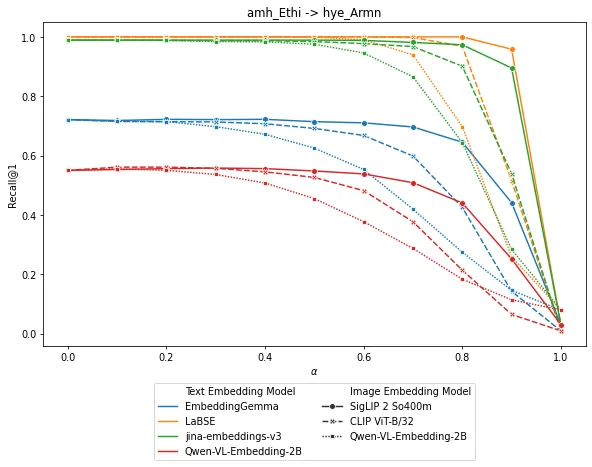 amh_Ethi -> hye_Armn
1.0
0.8
0.6
0.4
0.2
0.0
Recall@1
0.0 0.2 0.4 0.6 0.8 1.0
α
Text Embedding Model
EmbeddingGemma
LaBSE
jina-embeddings-v3
Qwen-VL-Embedding-2B
Image Embedding Model
SigLIP 2 So400m
CLIP ViT-B/32
Qwen-VL-Embedding-2B